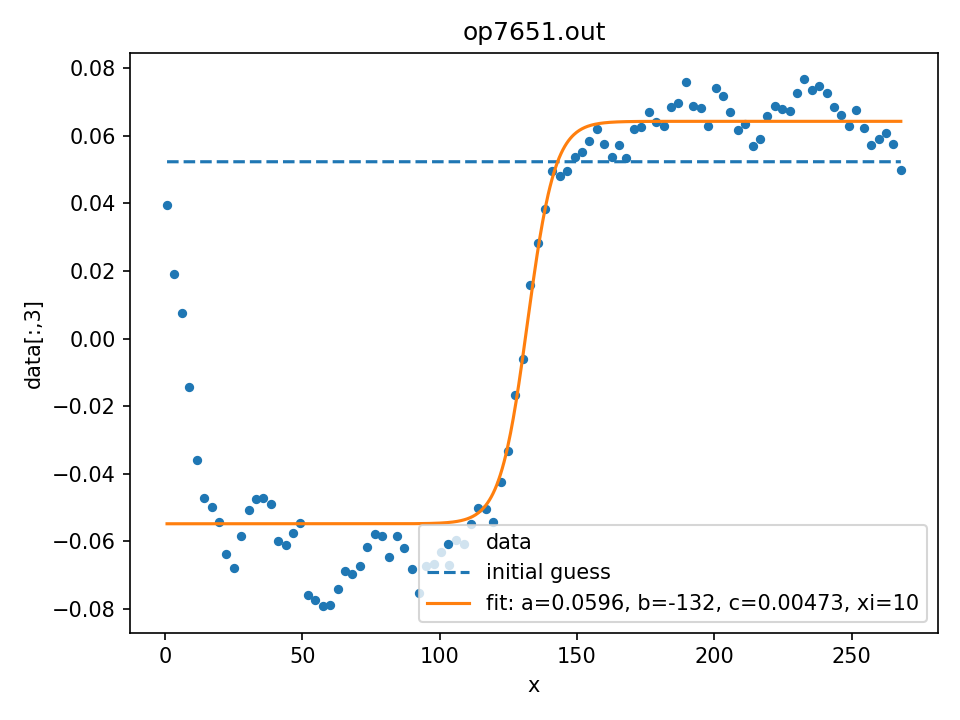 op7651.out
0.08
0.06
0.04
0.02
0.00
−0.02
−0.04
−0.06
−0.08
data[:,3]
data
initial guess
fit: a=0.0596, b=-132, c=0.00473, xi=10
0 50 100 150 200 250
x